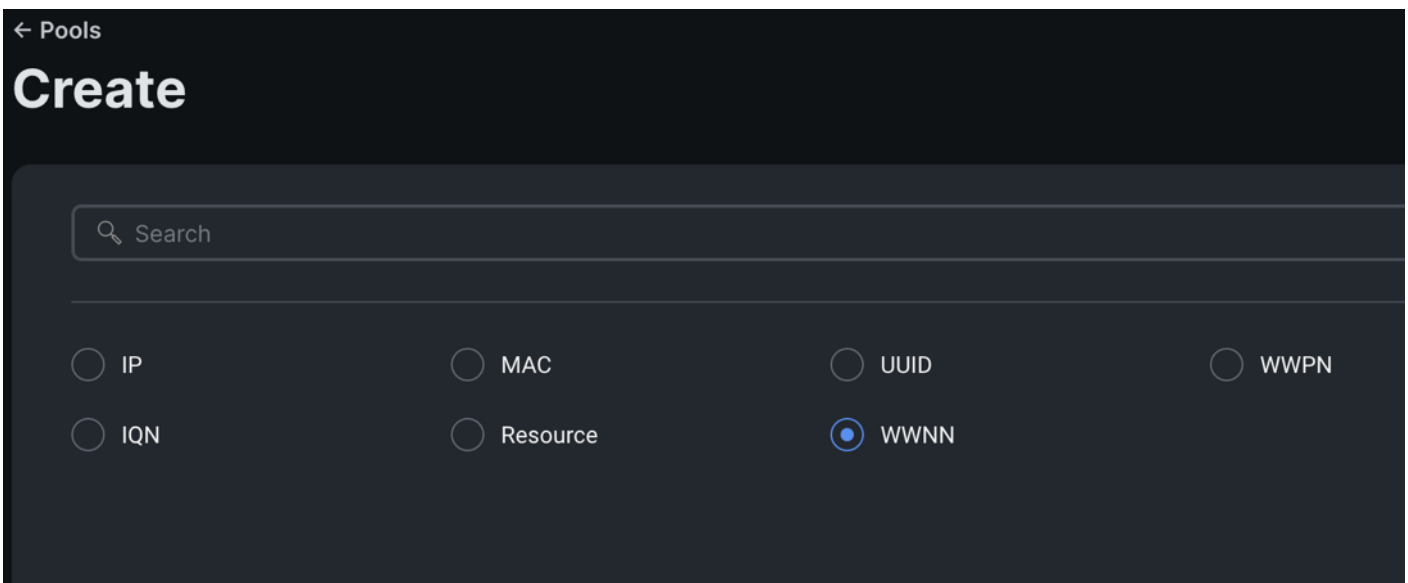 ← Pools
Create
Search
IP MAC UUID WWPN
IQN Resource WWNN